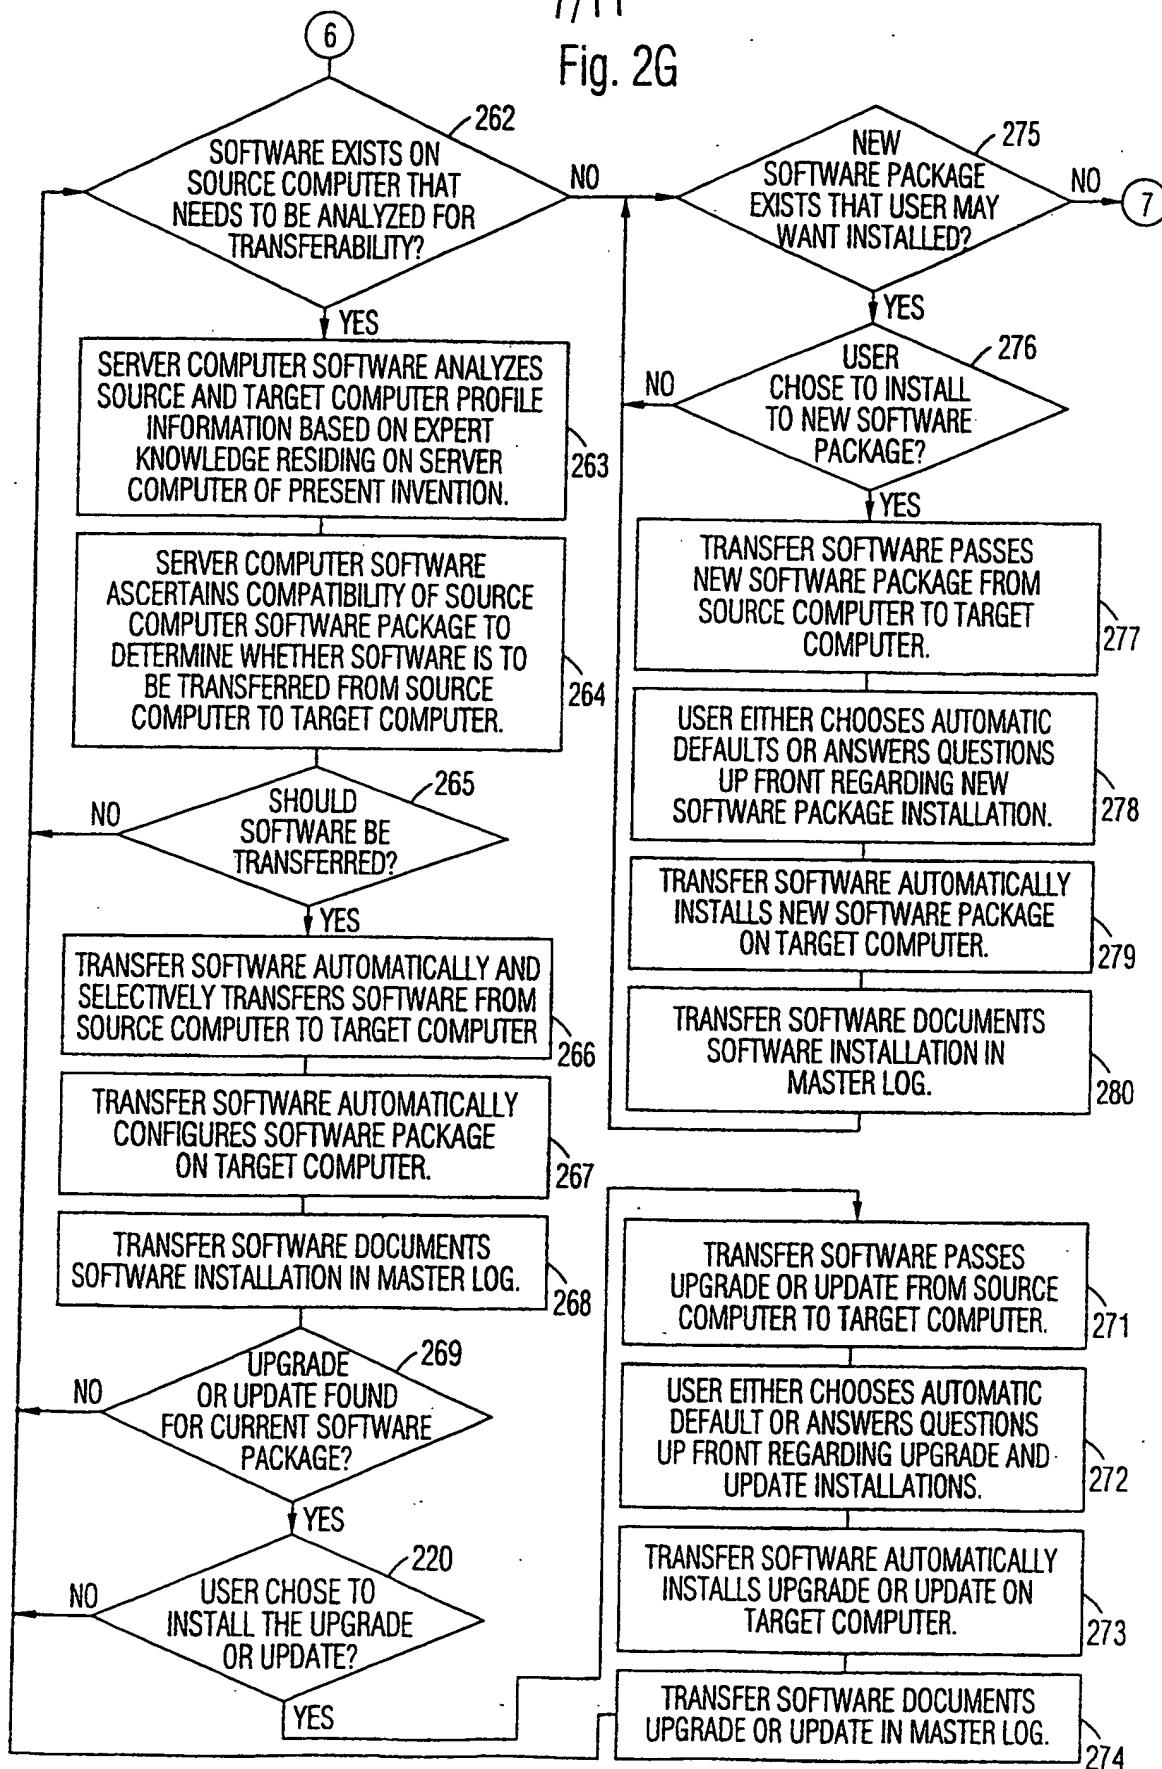 7/11
Fig. 2G
6
262
SOFTWARE EXISTS ON
SOURCE COMPUTER THAT
NEEDS TO BE ANALYZED FOR
TRANSFERABILITY?
NO
YES
SERVER COMPUTER SOFTWARE ANALYZES
SOURCE AND TARGET COMPUTER PROFILE
INFORMATION BASED ON EXPERT
KNOWLEDGE RESIDING ON SERVER
COMPUTER OF PRESENT INVENTION.
263
SERVER COMPUTER SOFTWARE
ASCERTAINS COMPATIBILITY OF SOURCE
COMPUTER SOFTWARE PACKAGE TO
DETERMINE WHETHER SOFTWARE IS TO
BE TRANSFERRED FROM SOURCE
COMPUTER TO TARGET COMPUTER.
264
265
SHOULD
SOFTWARE BE
TRANSFERRED?
NO
YES
TRANSFER SOFTWARE AUTOMATICALLY AND
SELECTIVELY TRANSFERS SOFTWARE FROM
SOURCE COMPUTER TO TARGET COMPUTER
266
TRANSFER SOFTWARE AUTOMATICALLY
CONFIGURES SOFTWARE PACKAGE
ON TARGET COMPUTER.
267
TRANSFER SOFTWARE DOCUMENTS
SOFTWARE INSTALLATION IN MASTER LOG.
268
269
UPGRADE
OR UPDATE FOUND
FOR CURRENT SOFTWARE
PACKAGE?
NO
YES
220
USER CHOSE TO
INSTALL THE UPGRADE
OR UPDATE?
NO
YES
275
NEW
SOFTWARE PACKAGE
EXISTS THAT USER MAY
WANT INSTALLED?
NO
7
YES
276
USER
CHOSE TO INSTALL
TO NEW SOFTWARE
PACKAGE?
NO
YES
TRANSFER SOFTWARE PASSES
NEW SOFTWARE PACKAGE FROM
SOURCE COMPUTER TO TARGET
COMPUTER.
277
USER EITHER CHOOSES AUTOMATIC
DEFAULTS OR ANSWERS QUESTIONS
UP FRONT REGARDING NEW
SOFTWARE PACKAGE INSTALLATION.
278
TRANSFER SOFTWARE AUTOMATICALLY
INSTALLS NEW SOFTWARE PACKAGE
ON TARGET COMPUTER.
279
TRANSFER SOFTWARE DOCUMENTS
SOFTWARE INSTALLATION IN
MASTER LOG.
280
TRANSFER SOFTWARE PASSES
UPGRADE OR UPDATE FROM SOURCE
COMPUTER TO TARGET COMPUTER.
271
USER EITHER CHOOSES AUTOMATIC
DEFAULT OR ANSWERS QUESTIONS
UP FRONT REGARDING UPGRADE AND
UPDATE INSTALLATIONS.
272
TRANSFER SOFTWARE AUTOMATICALLY
INSTALLS UPGRADE OR UPDATE ON
TARGET COMPUTER.
273
TRANSFER SOFTWARE DOCUMENTS
UPGRADE OR UPDATE IN MASTER LOG.
274